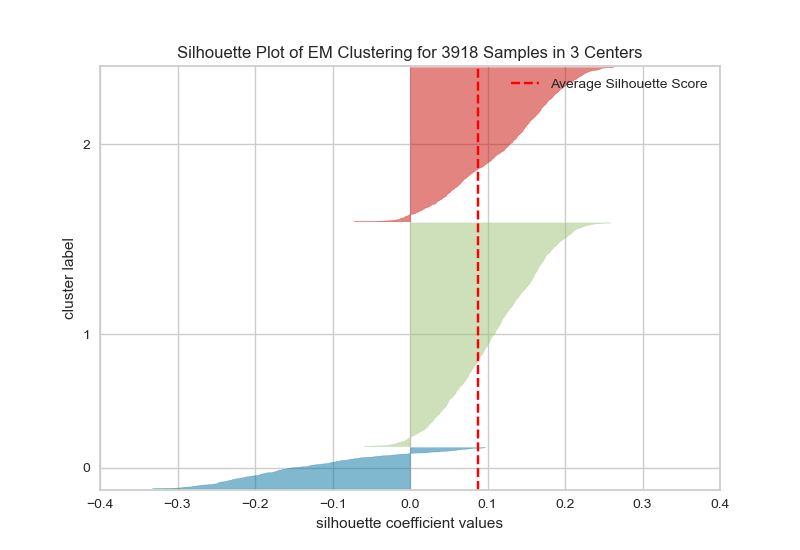 Silhouette Plot of EM Clustering for 3918 Samples in 3 Centers
Average Silhouette Score
2
1
0
cluster label
−0.4 −0.3 −0.2 −0.1 0.0 0.1 0.2 0.3 0.4
silhouette coefficient values